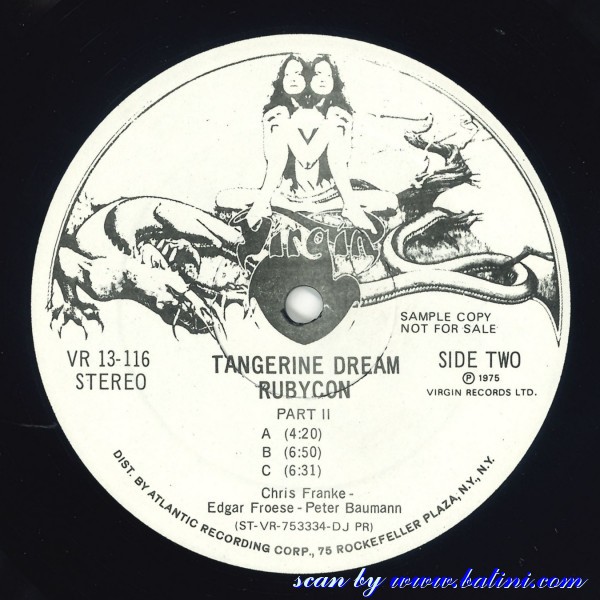 Virgin
SAMPLE COPY
NOT FOR SALE
VR 13-116
STEREO
TANGERINE DREAM
RUBYCON
SIDE TWO
Ⓟ 1975
VIRGIN RECORDS LTD.
PART II
A (4:20)
B (6:50)
C (6:31)
Chris Franke -
Edgar Froese - Peter Baumann
(ST-VR-753334-DJ PR)
DIST. BY ATLANTIC RECORDING CORP., 75 ROCKEFELLER PLAZA, N.Y., N.Y.
scan by www.batini.com